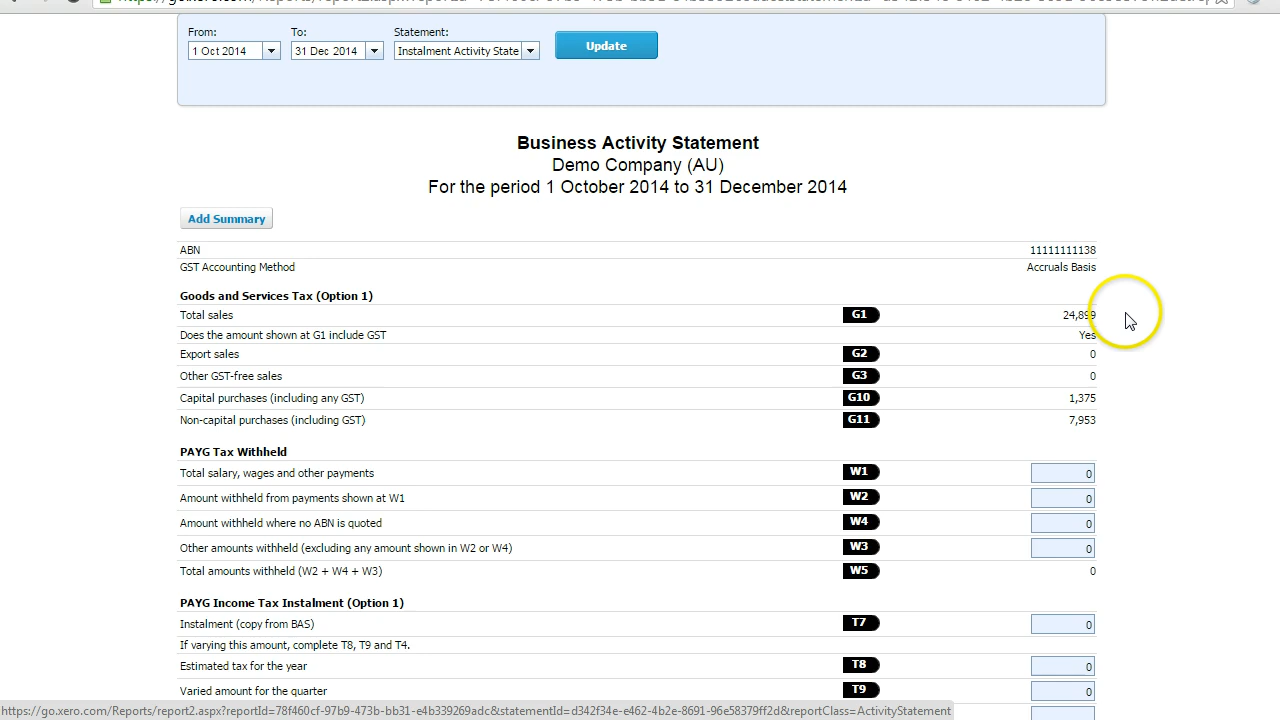 From: To: Statement:
1 Oct 2014 31 Dec 2014 Instalment Activity State Update
Business Activity Statement
Demo Company (AU)
For the period 1 October 2014 to 31 December 2014
Add Summary
ABN 11111111138
GST Accounting Method Accruals Basis
Goods and Services Tax (Option 1)
Total sales G1 24,899
Does the amount shown at G1 include GST Yes
Export sales G2 0
Other GST-free sales G3 0
Capital purchases (including any GST) G10 1,375
Non-capital purchases (including GST) G11 7,953
PAYG Tax Withheld
Total salary, wages and other payments W1 0
Amount withheld from payments shown at W1 W2 0
Amount withheld where no ABN is quoted W4 0
Other amounts withheld (excluding any amount shown in W2 or W4) W3 0
Total amounts withheld (W2 + W4 + W3) W5 0
PAYG Income Tax Instalment (Option 1)
Instalment (copy from BAS) T7 0
If varying this amount, complete T8, T9 and T4.
Estimated tax for the year T8 0
Varied amount for the quarter T9 0
https://go.xero.com/Reports/report2.aspx?reportId=78f460cf-97b9-473b-bb31-e4b339269adc&statementId=d342f34e-e462-4b2e-8691-96e58379ff2d&reportClass=ActivityStatement